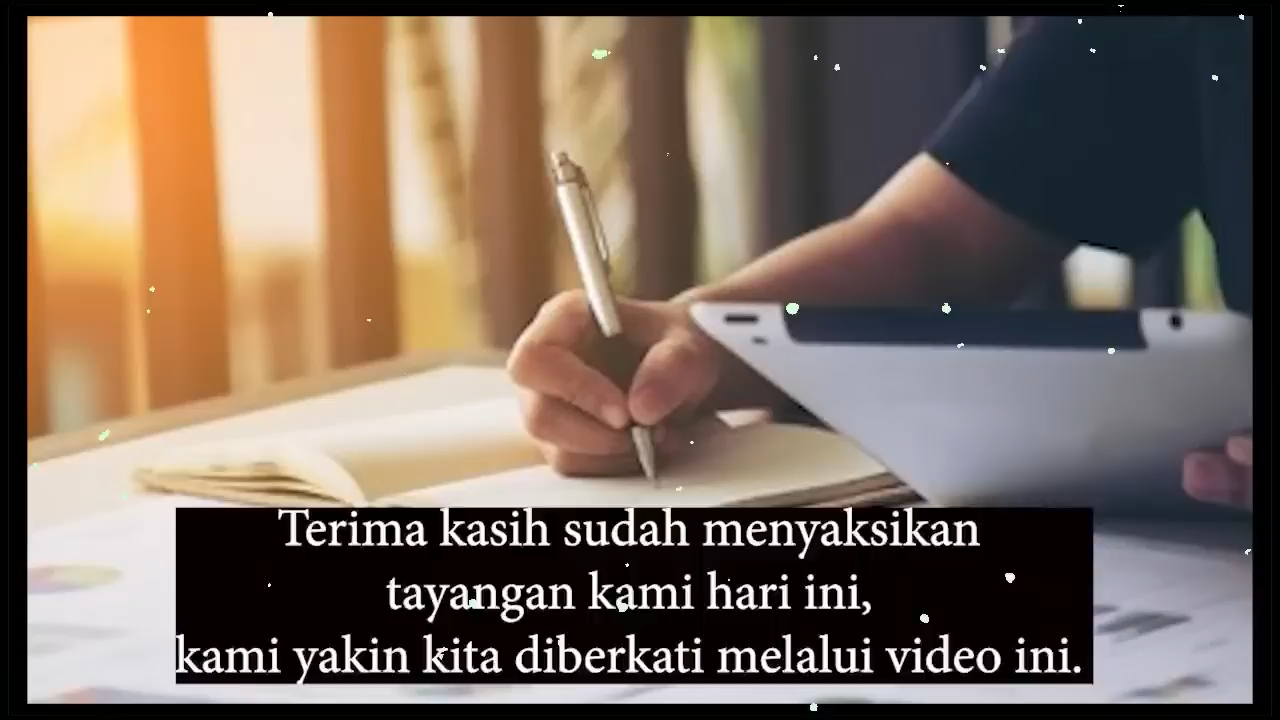 Terima kasih sudah menyaksikan
tayangan kami hari ini,
kami yakin kita diberkati melalui video ini.